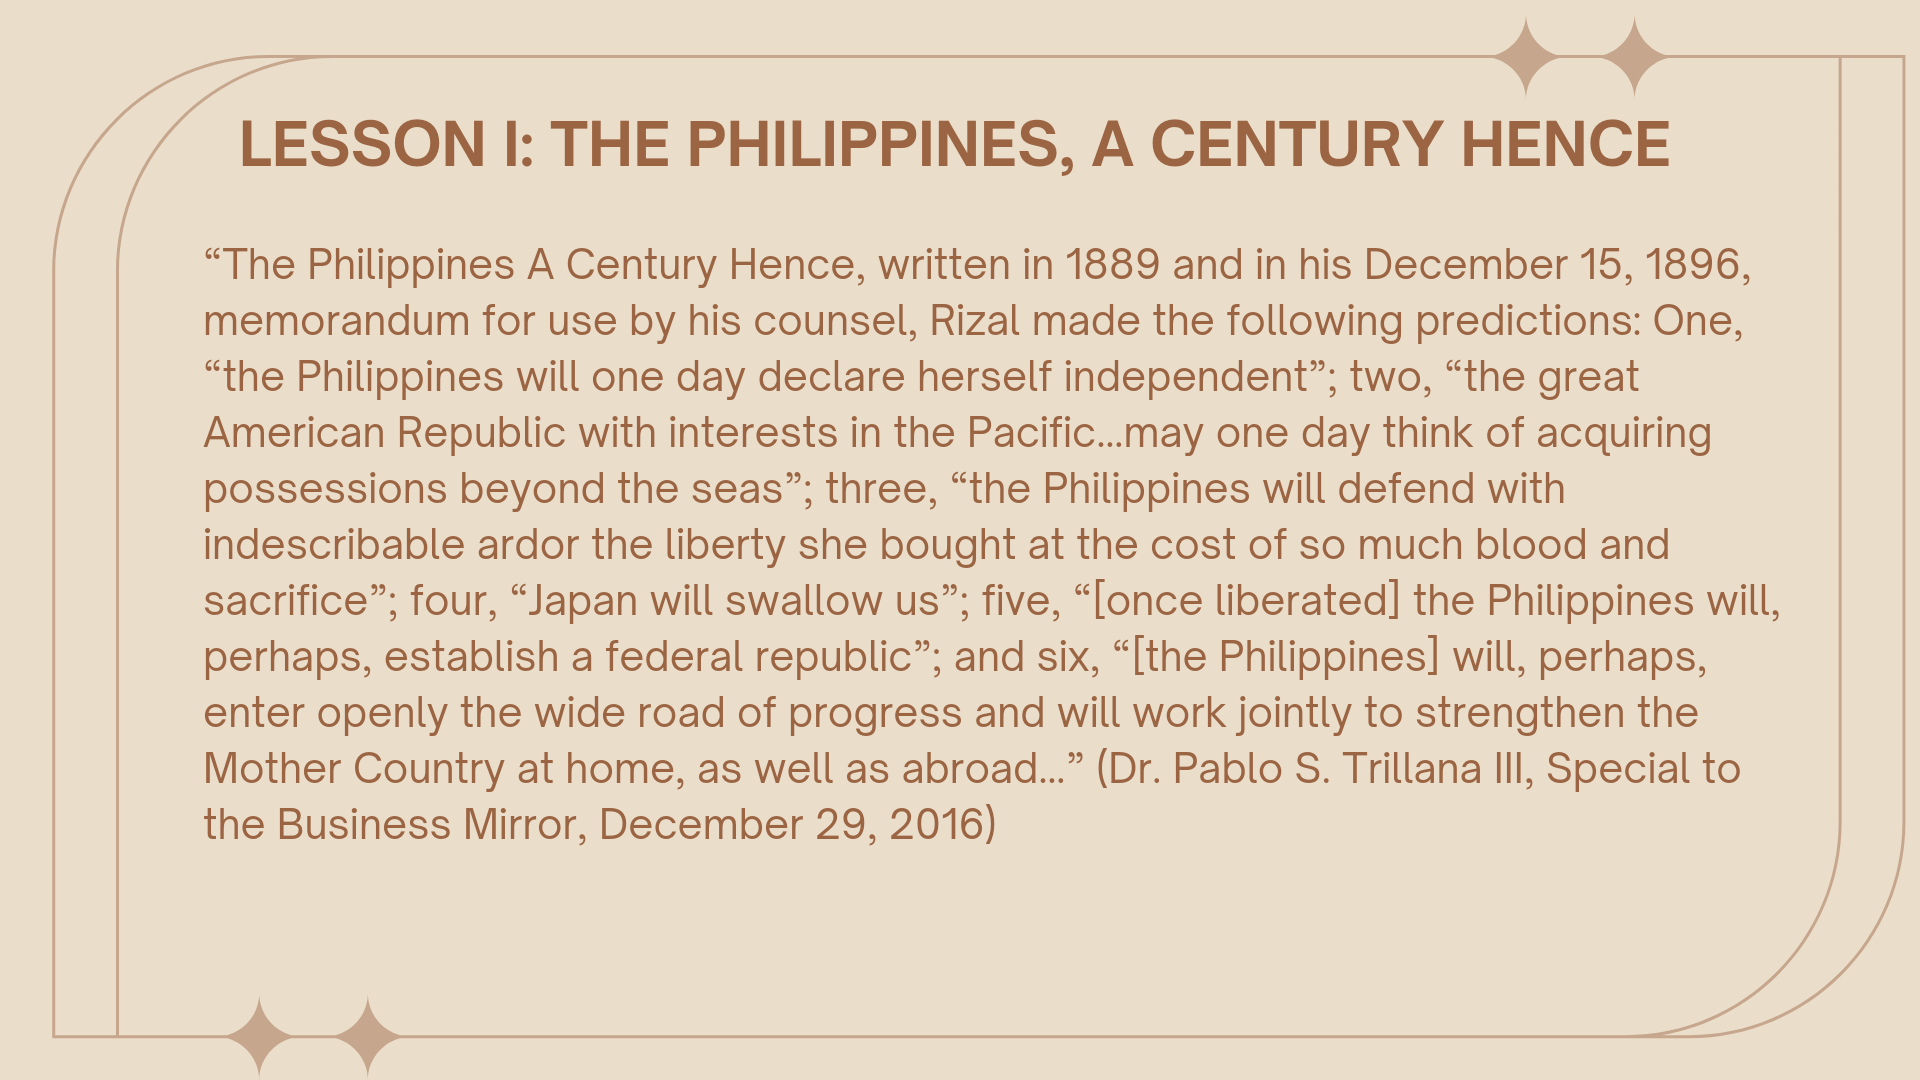 LESSON I: THE PHILIPPINES, A CENTURY HENCE
“The Philippines A Century Hence, written in 1889 and in his December 15, 1896,
memorandum for use by his counsel, Rizal made the following predictions: One,
“the Philippines will one day declare herself independent”; two, “the great
American Republic with interests in the Pacific...may one day think of acquiring
possessions beyond the seas”; three, “the Philippines will defend with
indescribable ardor the liberty she bought at the cost of so much blood and
sacrifice”; four, “Japan will swallow us”; five, “[once liberated] the Philippines will,
perhaps, establish a federal republic”; and six, “[the Philippines] will, perhaps,
enter openly the wide road of progress and will work jointly to strengthen the
Mother Country at home, as well as abroad...” (Dr. Pablo S. Trillana III, Special to
the Business Mirror, December 29, 2016)